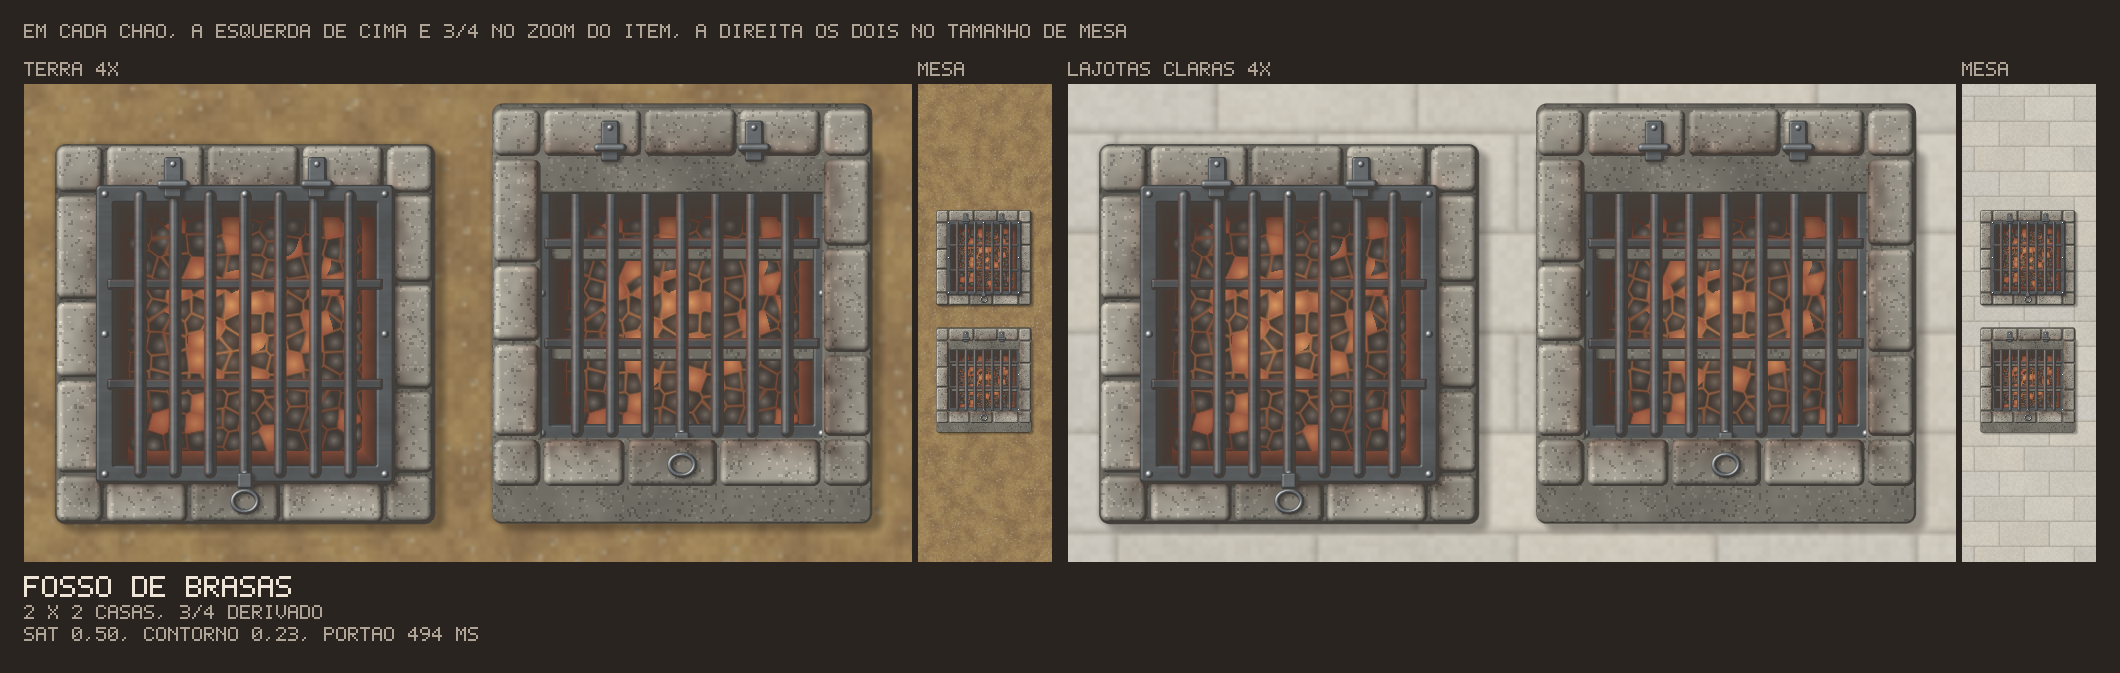 EM CADA CHAO, A ESQUERDA DE CIMA E 3/4 NO ZOOM DO ITEM, A DIREITA OS DOIS NO TAMANHO DE MESA
TERRA 4X
MESA
LAJOTAS CLARAS 4X
MESA
FOSSO DE BRASAS
2 X 2 CASAS, 3/4 DERIVADO
SAT 0,50, CONTORNO 0,23, PORTAO 494 MS